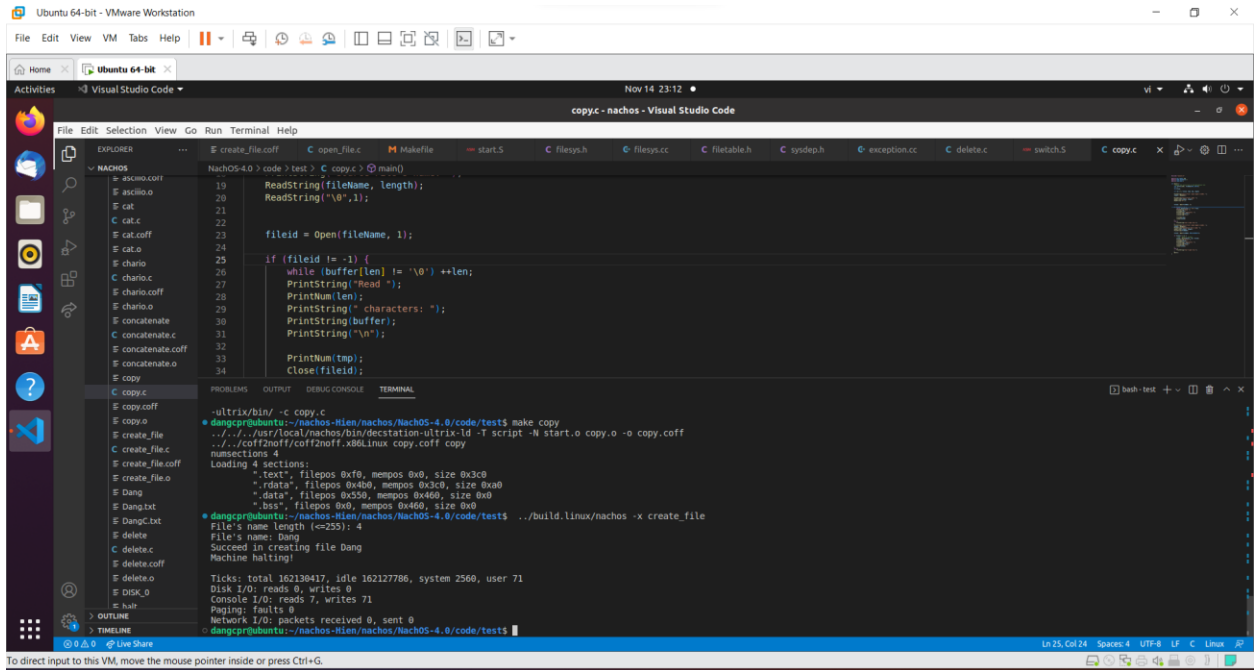 Ubuntu 64-bit - VMware Workstation
File Edit View VM Tabs Help
Home Ubuntu 64-bit
Activities Visual Studio Code Nov 14 23:12 vi
copy.c - nachos - Visual Studio Code
File Edit Selection View Go Run Terminal Help
EXPLORER
create_file.coff open_file.c Makefile start.S filesys.h filesys.cc filetable.h sysdep.h exception.cc delete.c switch.S copy.c
NACHOS
NachOS-4.0 > code > test > copy.c > main()
asciiio.o
cat
cat.c
cat.coff
cat.o
chario
chario.c
chario.coff
chario.o
concatenate
concatenate.c
concatenate.coff
concatenate.o
copy
copy.c
copy.coff
copy.o
create_file
create_file.c
create_file.coff
create_file.o
Dang
Dang.txt
DangC.txt
delete
delete.c
delete.coff
delete.o
DISK_0
halt
OUTLINE
TIMELINE
19 ReadString(fileName, length);
20 ReadString("\0",1);
21
22
23 fileid = Open(fileName, 1);
24
25 if (fileid != -1) {
26 while (buffer[len] != '\0') ++len;
27 PrintString("Read ");
28 PrintNum(len);
29 PrintString(" characters: ");
30 PrintString(buffer);
31 PrintString("\n");
32
33 PrintNum(tmp);
34 Close(fileid);
PROBLEMS OUTPUT DEBUG CONSOLE TERMINAL bash - test
-ultrix/bin/ -c copy.c
dangcpr@ubuntu:~/nachos-Hien/nachos/NachOS-4.0/code/test$ make copy
../../../usr/local/nachos/bin/decstation-ultrix-ld -T script -N start.o copy.o -o copy.coff
../../coff2noff/coff2noff.x86Linux copy.coff copy
numsections 4
Loading 4 sections:
".text", filepos 0xf0, mempos 0x0, size 0x3c0
".rdata", filepos 0x4b0, mempos 0x3c0, size 0xa0
".data", filepos 0x550, mempos 0x460, size 0x0
".bss", filepos 0x0, mempos 0x460, size 0x0
dangcpr@ubuntu:~/nachos-Hien/nachos/NachOS-4.0/code/test$ ../build.linux/nachos -x create_file
File's name length (<=255): 4
File's name: Dang
Succeed in creating file Dang
Machine halting!
Ticks: total 162130417, idle 162127786, system 2560, user 71
Disk I/O: reads 0, writes 0
Console I/O: reads 7, writes 71
Paging: faults 0
Network I/O: packets received 0, sent 0
dangcpr@ubuntu:~/nachos-Hien/nachos/NachOS-4.0/code/test$
0 0 Live Share Ln 25, Col 24 Spaces: 4 UTF-8 LF C Linux
To direct input to this VM, move the mouse pointer inside or press Ctrl+G.